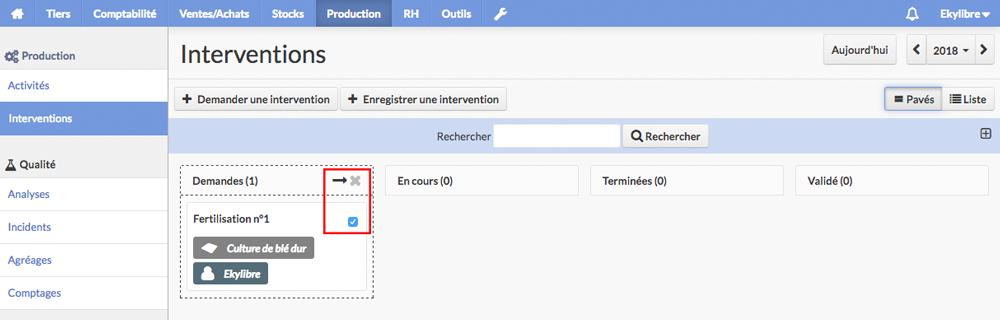 Tiers Comptabilité Ventes/Achats Stocks Production RH Outils Ekylibre
Production
Activités
Interventions
Qualité
Analyses
Incidents
Agréages
Comptages
Interventions
Aujourd'hui 2018
Demander une intervention Enregistrer une intervention Pavés Liste
Rechercher Rechercher
Demandes (1) En cours (0) Terminées (0) Validé (0)
Fertilisation n°1
Culture de blé dur
Ekylibre